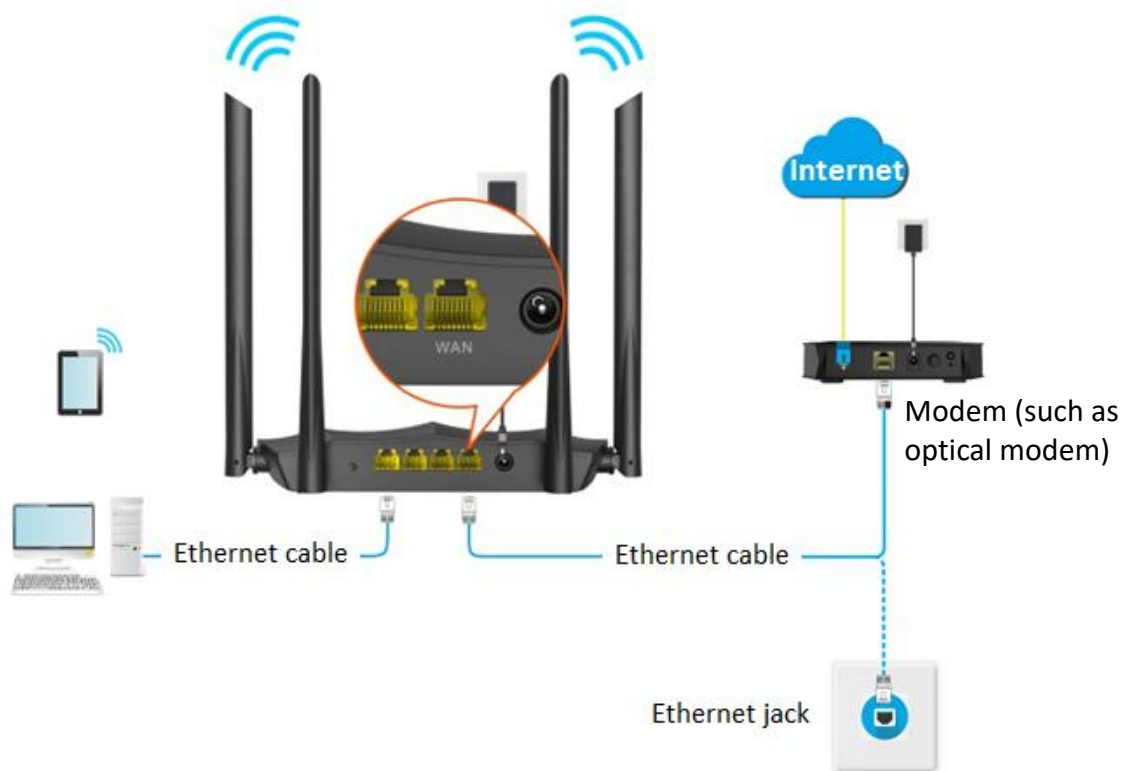 Internet
WAN
Modem (such as
optical modem)
Ethernet cable
Ethernet cable
Ethernet jack